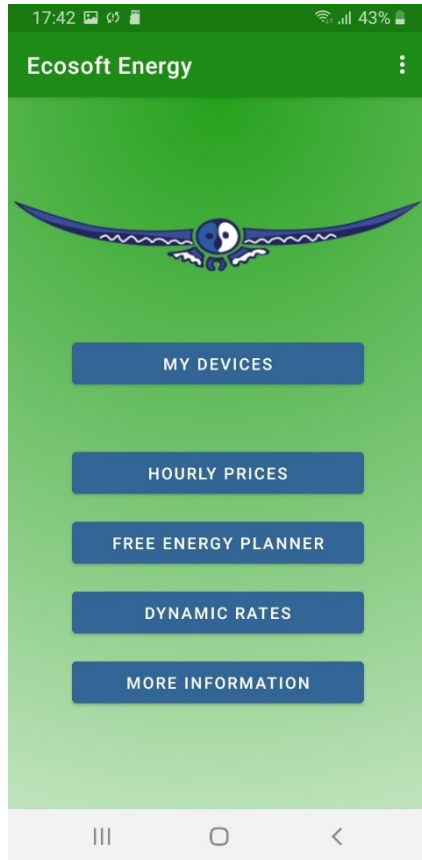 17:42 43%
Ecosoft Energy
MY DEVICES
HOURLY PRICES
FREE ENERGY PLANNER
DYNAMIC RATES
MORE INFORMATION